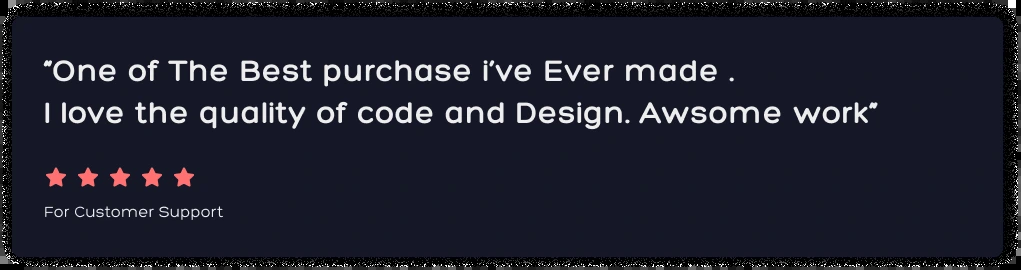 “One of The Best purchase i’ve Ever made .
I love the quality of code and Design. Awsome work”
For Customer Support